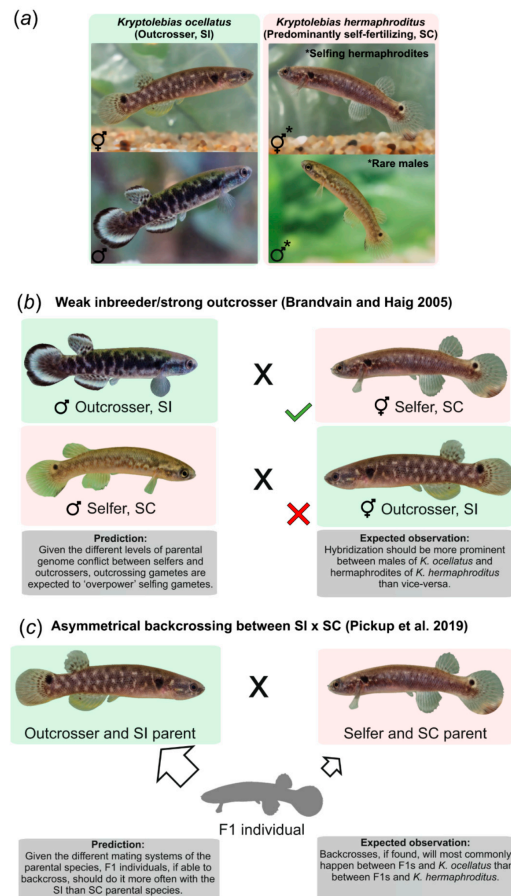 (a)
Kryptolebias ocellatus
(Outcrosser, SI)
Kryptolebias hermaphroditus
(Predominantly self-fertilizing, SC)
*Selfing hermaphrodites
⚥
⚥*
*Rare males
♂
♂*
(b) Weak inbreeder/strong outcrosser (Brandvain and Haig 2005)
♂ Outcrosser, SI
X
⚥ Selfer, SC
♂ Selfer, SC
X
⚥ Outcrosser, SI
Prediction:
Given the different levels of parental
genome conflict between selfers and
outcrossers, outcrossing gametes are
expected to ‘overpower’ selfing gametes.
Expected observation:
Hybridization should be more prominent
between males of K. ocellatus and
hermaphrodites of K. hermaphroditus
than vice-versa.
(c) Asymmetrical backcrossing between SI x SC (Pickup et al. 2019)
Outcrosser and SI parent
X
Selfer and SC parent
F1 individual
Prediction:
Given the different mating systems of the
parental species, F1 individuals, if able to
backcross, should do it more often with the
SI than SC parental species.
Expected observation:
Backcrosses, if found, will most commonly
happen between F1s and K. ocellatus than
between F1s and K. hermaphroditus.